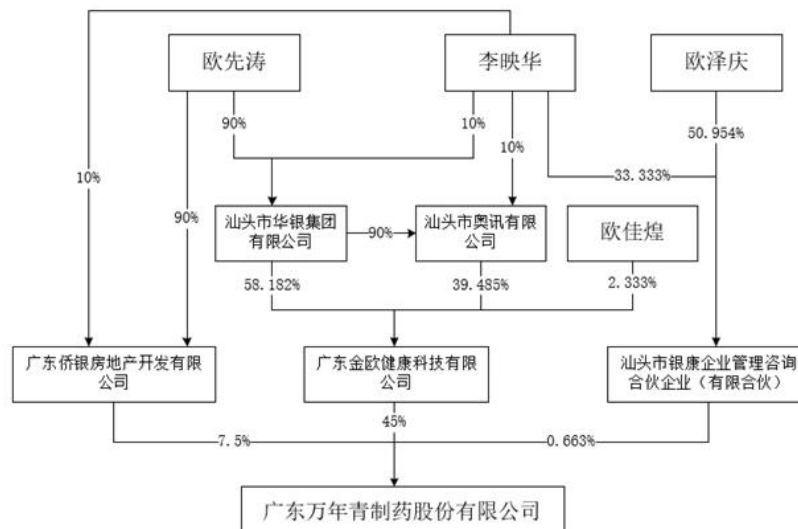 欧先涛
李映华
欧泽庆
90%
10%
10%
50.954%
10%
90%
33.333%
汕头市华银集团
有限公司
90%
汕头市奥讯有限
公司
欧佳煌
58.182%
39.485%
2.333%
广东侨银房地产开发有限
公司
广东金欧健康科技有限
公司
汕头市银康企业管理咨询
合伙企业（有限合伙）
7.5%
45%
0.663%
广东万年青制药股份有限公司